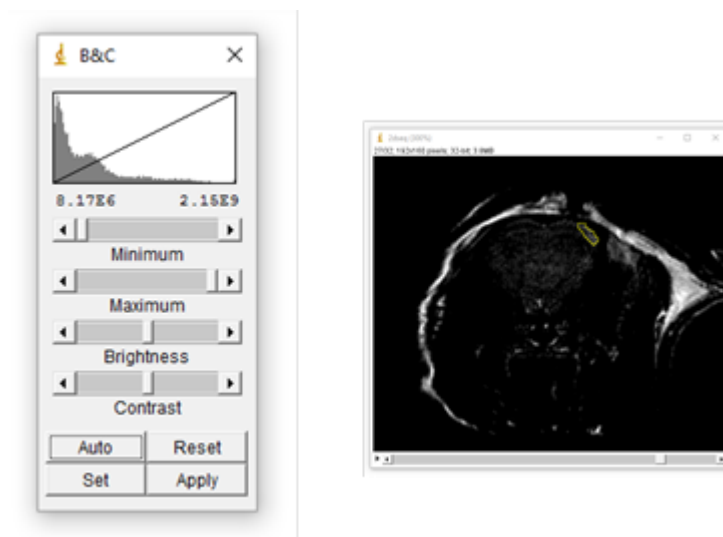 B&C
8.17E6 2.15E9
Minimum
Maximum
Brightness
Contrast
Auto Reset
Set Apply